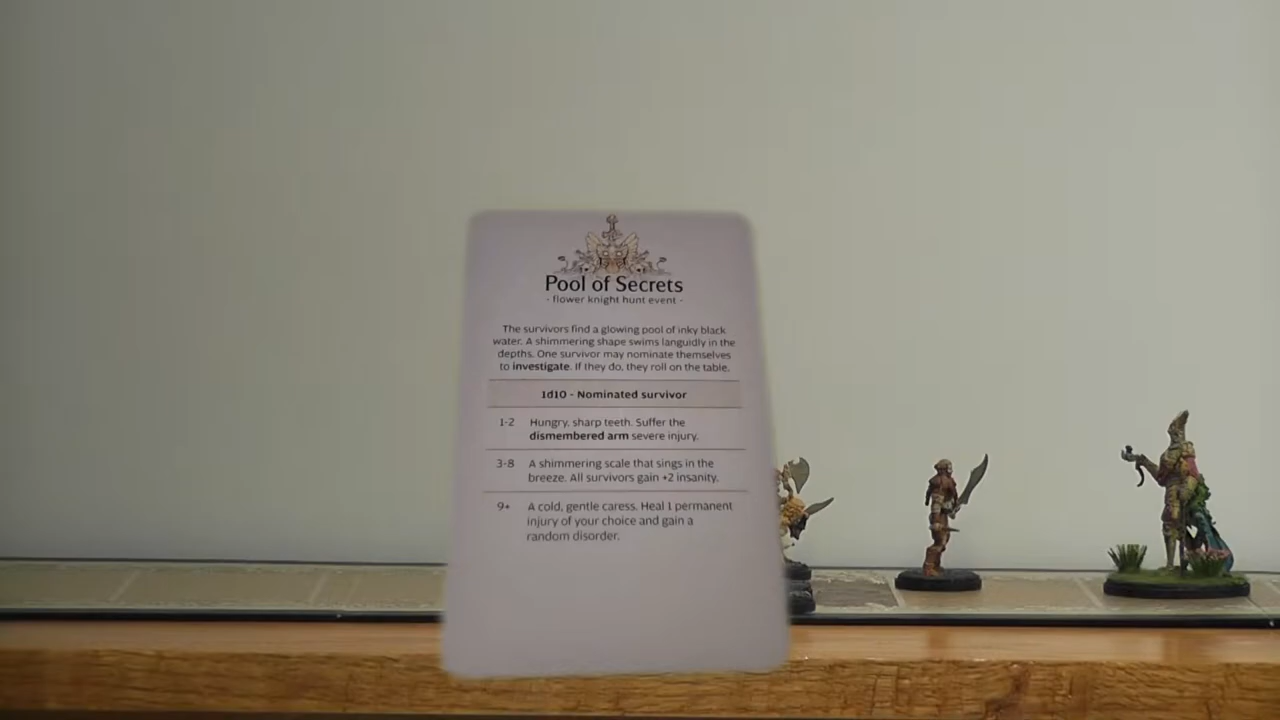 Pool of Secrets
- flower knight hunt event -
The survivors find a glowing pool of inky black
water. A shimmering shape swims languidly in the
depths. One survivor may nominate themselves
to investigate. If they do, they roll on the table.
1d10 - Nominated survivor
1-2 Hungry, sharp teeth. Suffer the
dismembered arm severe injury.
3-8 A shimmering scale that sings in the
breeze. All survivors gain +2 insanity.
9+ A cold, gentle caress. Heal 1 permanent
injury of your choice and gain a
random disorder.